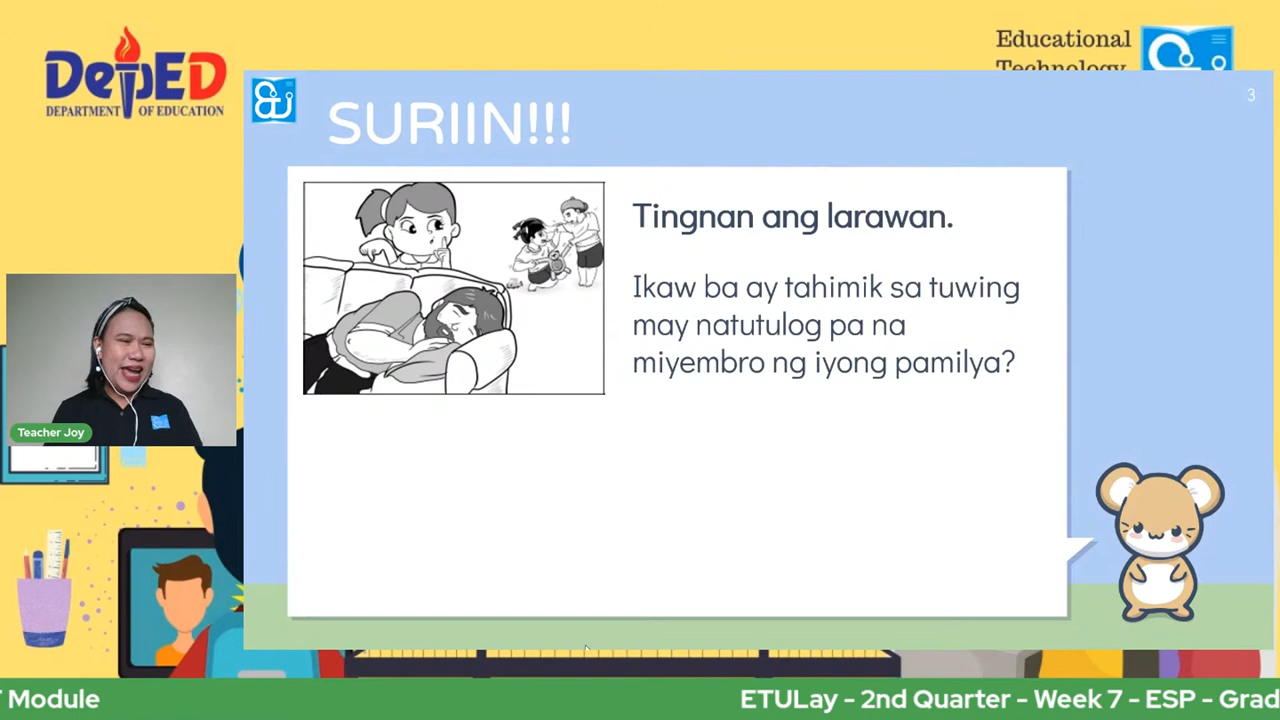 DepED
DEPARTMENT OF EDUCATION
Educational
Technology
3
SURIIN!!!
Tingnan ang larawan.
Ikaw ba ay tahimik sa tuwing
may natutulog pa na
miyembro ng iyong pamilya?
Teacher Joy
Module
ETULay - 2nd Quarter - Week 7 - ESP - Grad